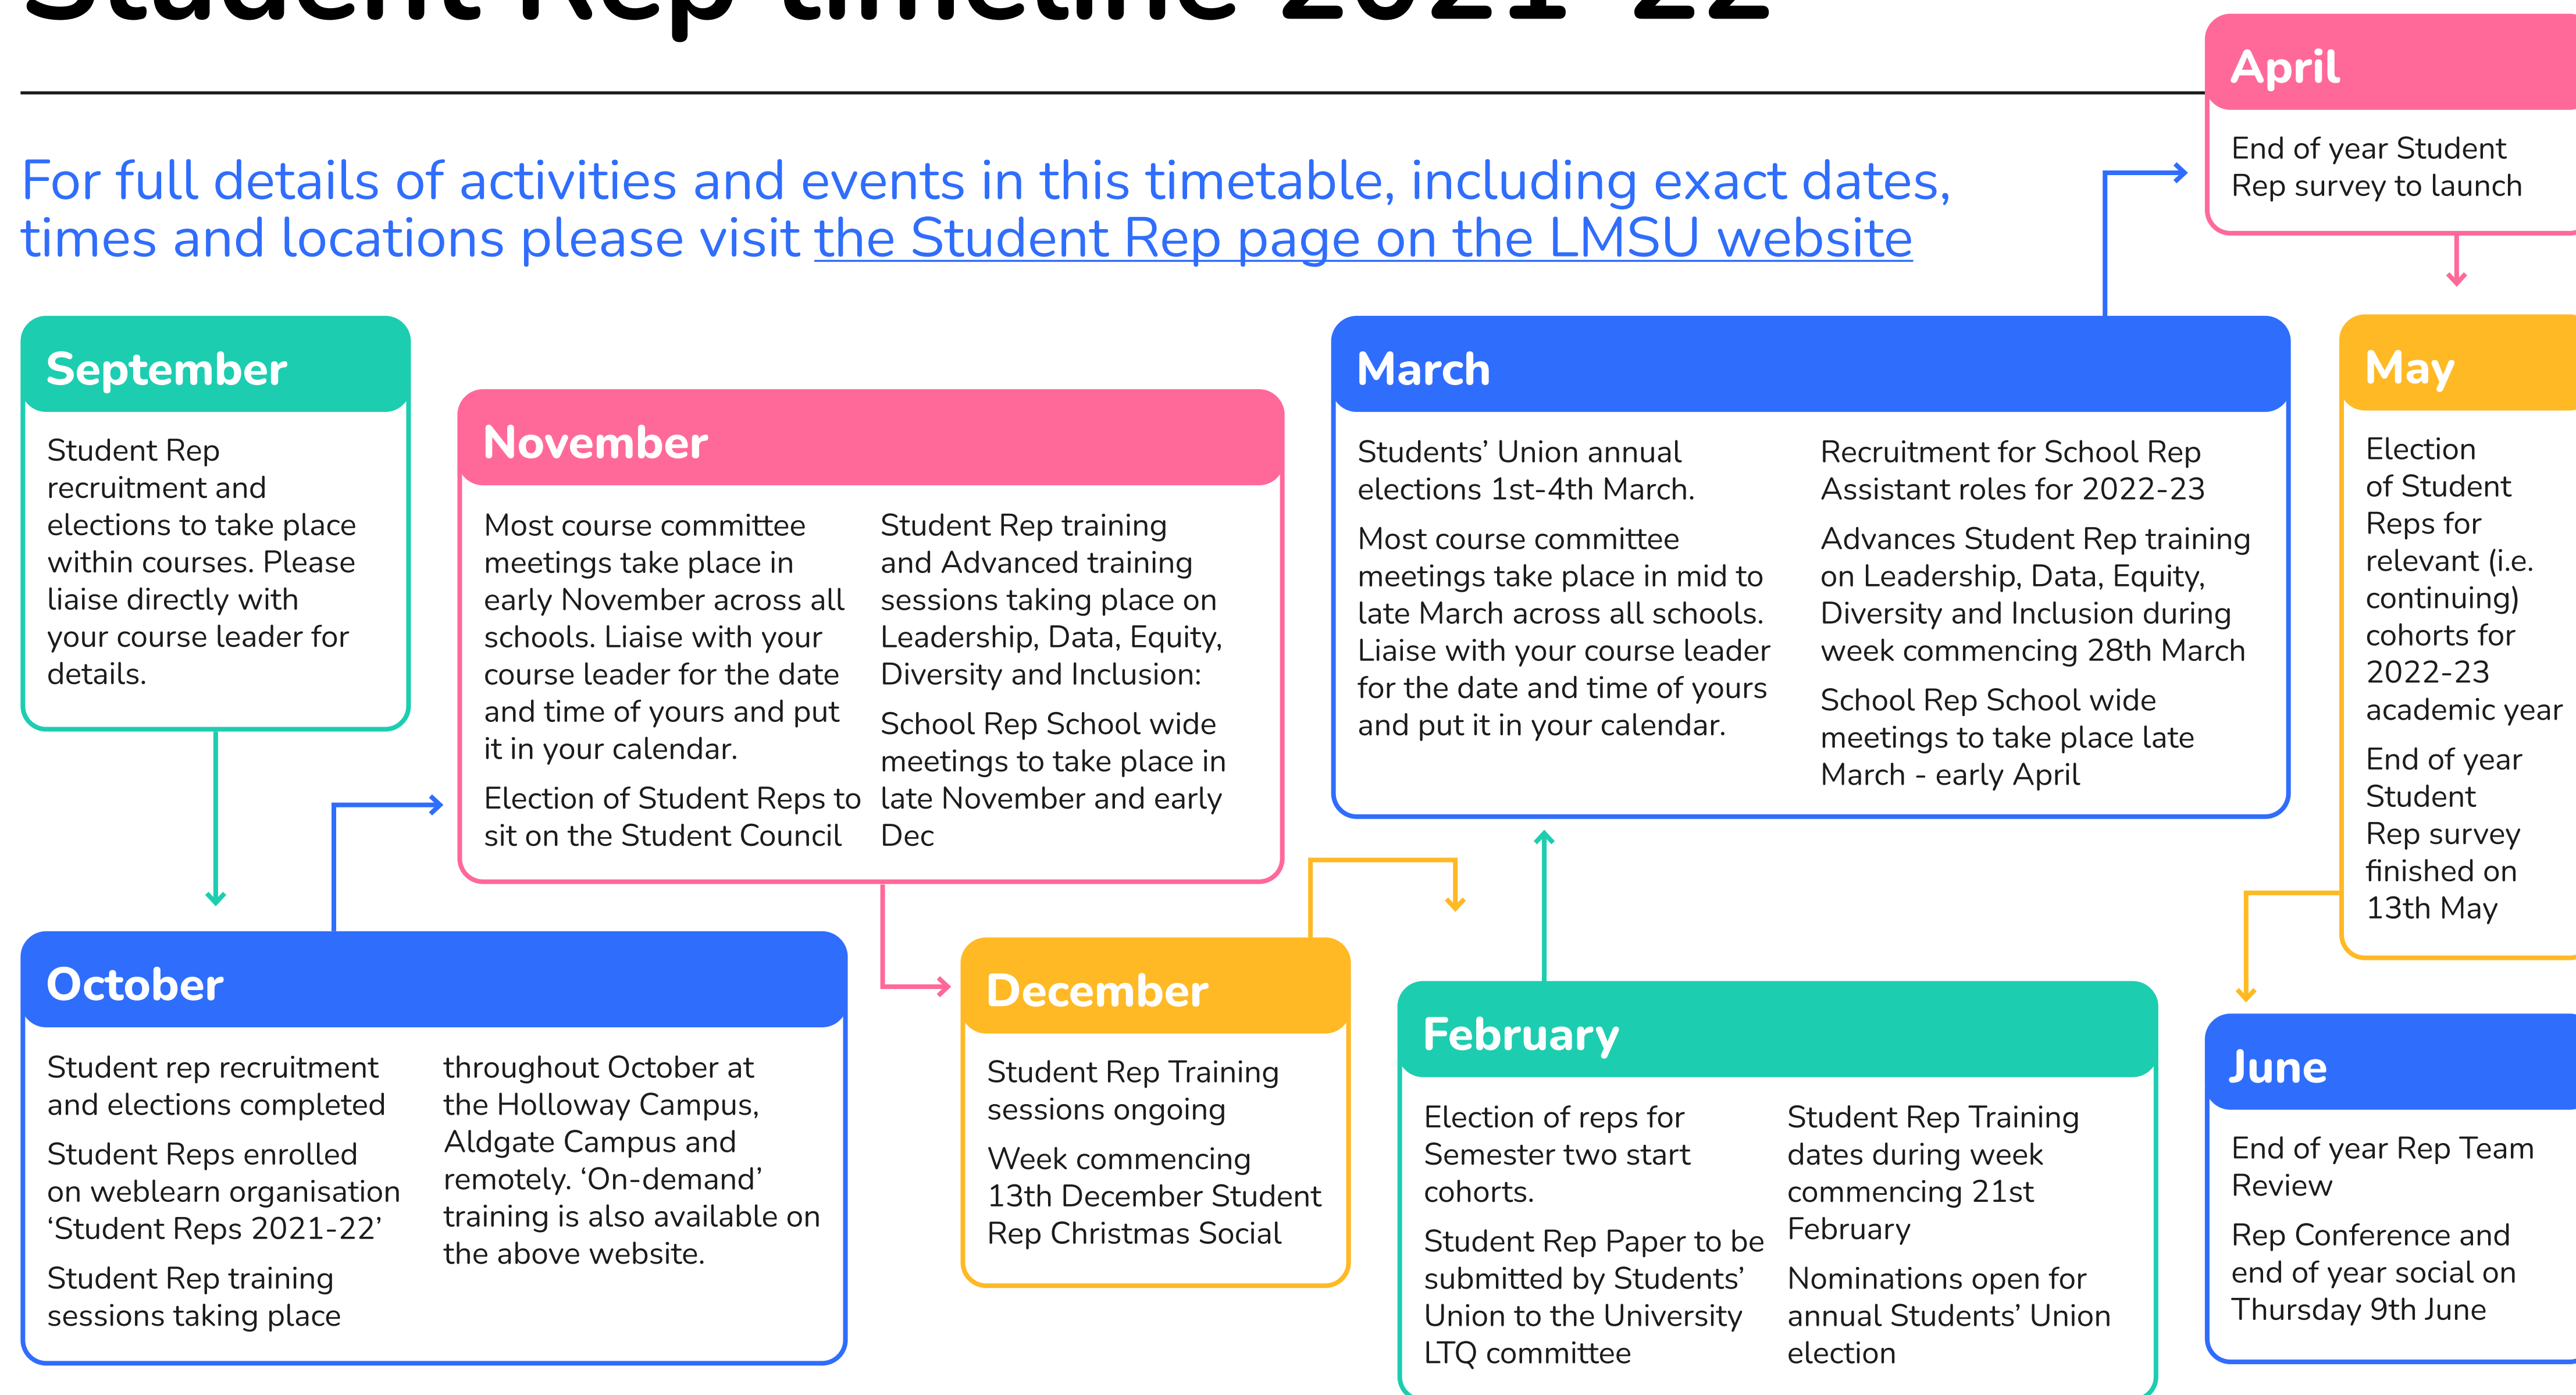 Student Rep timeline 2021-22
For full details of activities and events in this timetable, including exact dates,
times and locations please visit the Student Rep page on the LMSU website
September
Student Rep
recruitment and
elections to take place
within courses. Please
liaise directly with
your course leader for
details.
October
Student rep recruitment
and elections completed
Student Reps enrolled
on weblearn organisation
‘Student Reps 2021-22’
Student Rep training
sessions taking place
throughout October at
the Holloway Campus,
Aldgate Campus and
remotely. ‘On-demand’
training is also available on
the above website.
November
Most course committee
meetings take place in
early November across all
schools. Liaise with your
course leader for the date
and time of yours and put
it in your calendar.
Election of Student Reps to
sit on the Student Council
Student Rep training
and Advanced training
sessions taking place on
Leadership, Data, Equity,
Diversity and Inclusion:
School Rep School wide
meetings to take place in
late November and early
Dec
December
Student Rep Training
sessions ongoing
Week commencing
13th December Student
Rep Christmas Social
February
Election of reps for
Semester two start
cohorts.
Student Rep Paper to be
submitted by Students’
Union to the University
LTQ committee
Student Rep Training
dates during week
commencing 21st
February
Nominations open for
annual Students’ Union
election
March
Students’ Union annual
elections 1st-4th March.
Most course committee
meetings take place in mid to
late March across all schools.
Liaise with your course leader
for the date and time of yours
and put it in your calendar.
Recruitment for School Rep
Assistant roles for 2022-23
Advances Student Rep training
on Leadership, Data, Equity,
Diversity and Inclusion during
week commencing 28th March
School Rep School wide
meetings to take place late
March - early April
April
End of year Student
Rep survey to launch
May
Election
of Student
Reps for
relevant (i.e.
continuing)
cohorts for
2022-23
academic year
End of year
Student
Rep survey
finished on
13th May
June
End of year Rep Team
Review
Rep Conference and
end of year social on
Thursday 9th June